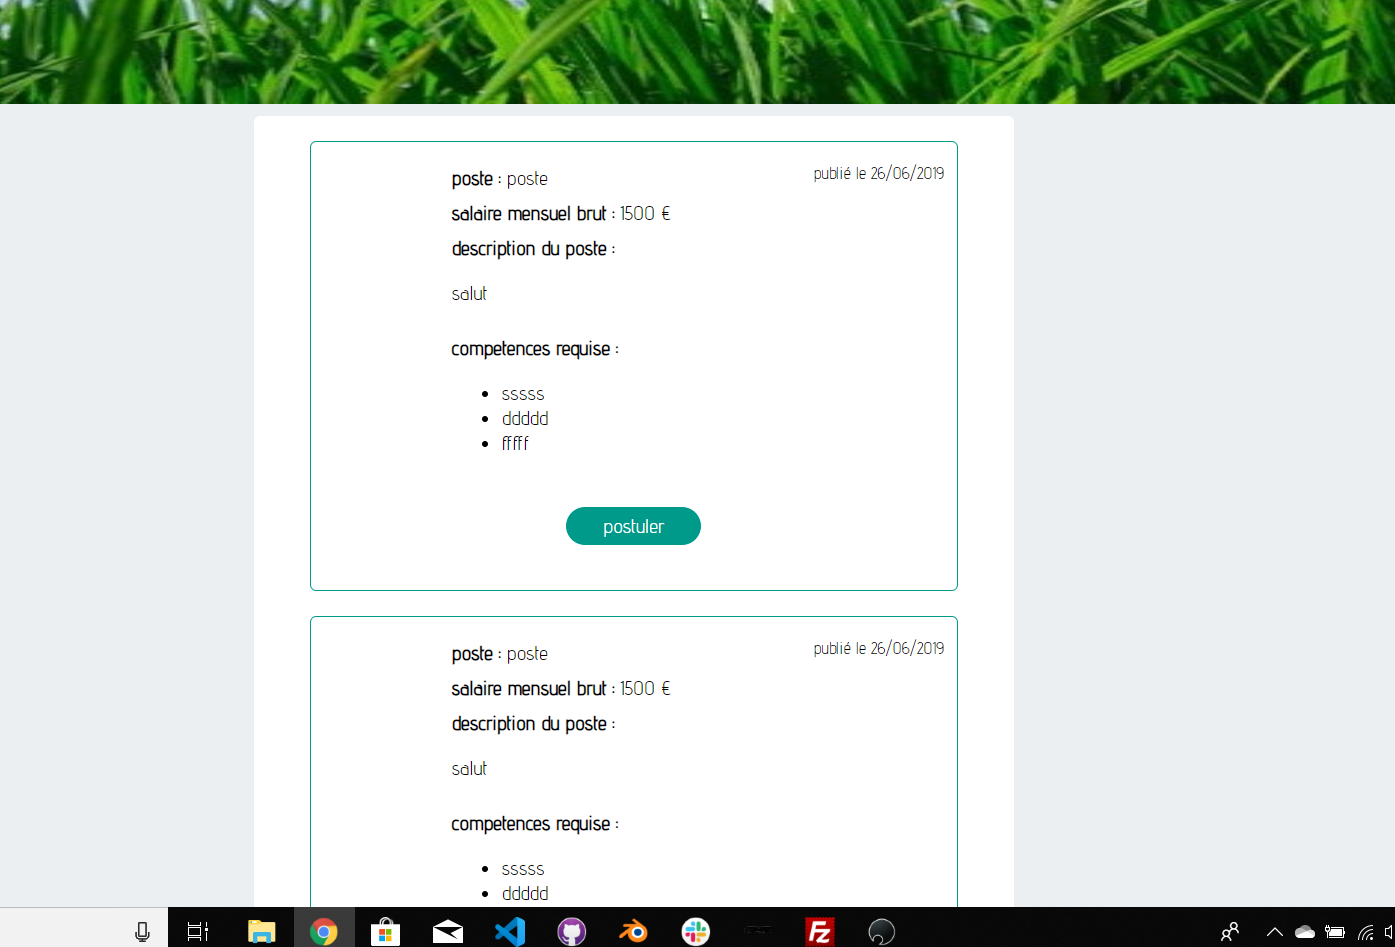 poste : poste
publié le 26/06/2019
salaire mensuel brut : 1500 €
description du poste :
salut
competences requise :
sssss
ddddd
fffff
postuler
poste : poste
publié le 26/06/2019
salaire mensuel brut : 1500 €
description du poste :
salut
competences requise :
sssss
ddddd
Fz